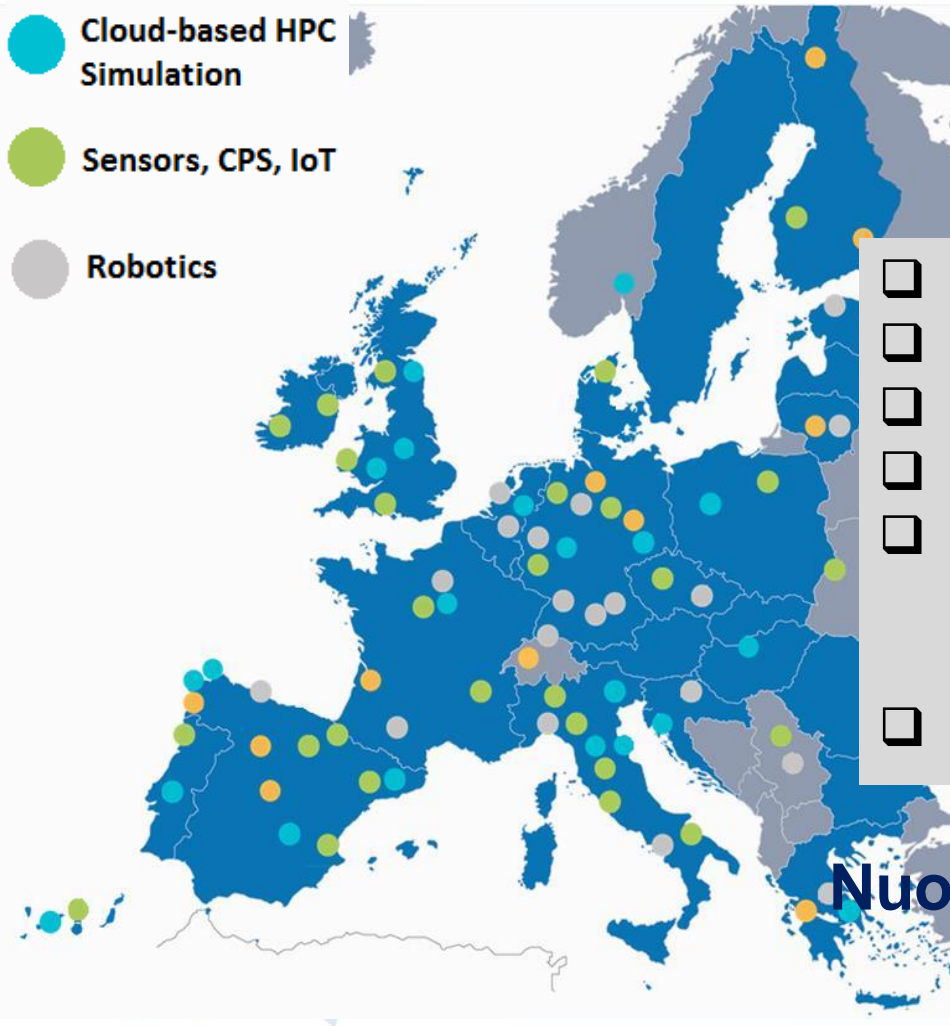 Cloud-based HPC
Simulation
Sensors, CPS, IoT
Robotics
Nuo